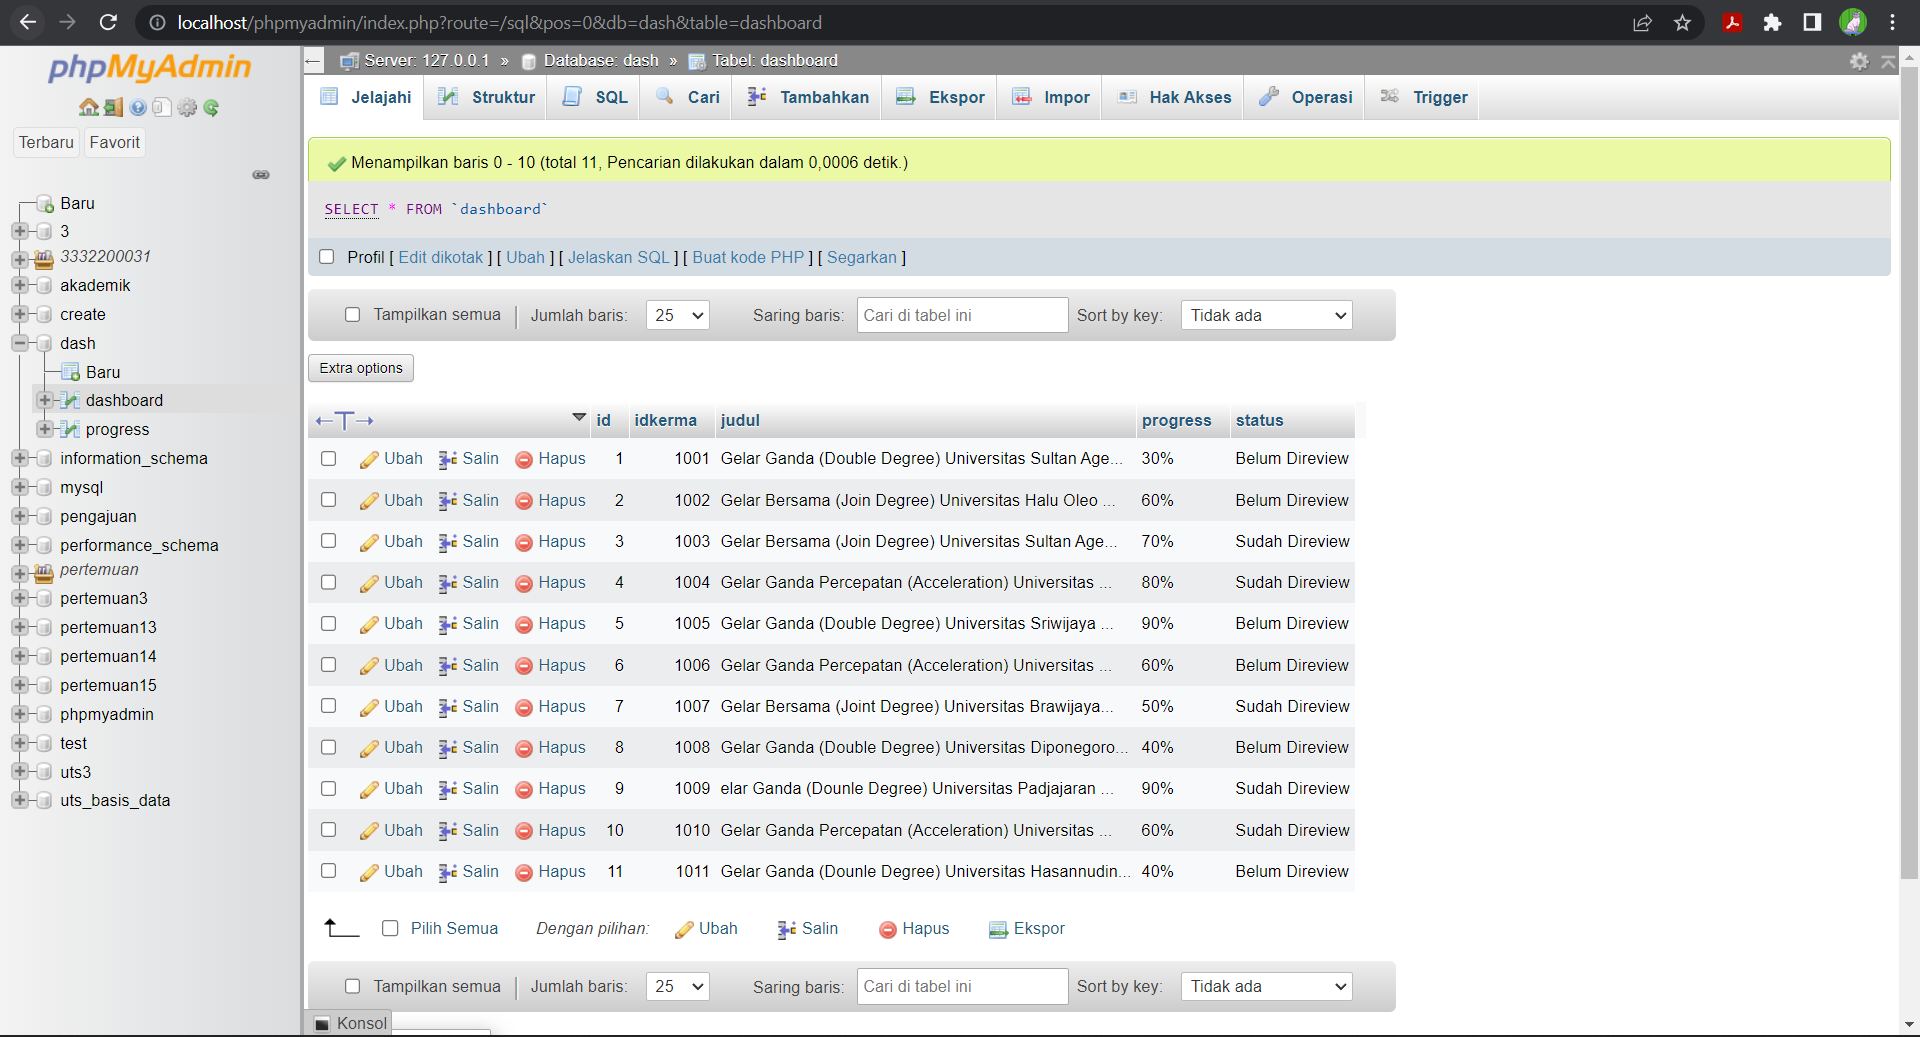 localhost/phpmyadmin/index.php?route=/sql&pos=0&db=dash&table=dashboard
phpMyAdmin
Terbaru Favorit
Baru
3
3332200031
akademik
create
dash
Baru
dashboard
progress
information_schema
mysql
pengajuan
performance_schema
pertemuan
pertemuan3
pertemuan13
pertemuan14
pertemuan15
phpmyadmin
test
uts3
uts_basis_data
Server: 127.0.0.1 » Database: dash » Tabel: dashboard
Jelajahi Struktur SQL Cari Tambahkan Ekspor Impor Hak Akses Operasi Trigger
Menampilkan baris 0 - 10 (total 11, Pencarian dilakukan dalam 0,0006 detik.)
SELECT * FROM `dashboard`
Profil [ Edit dikotak ] [ Ubah ] [ Jelaskan SQL ] [ Buat kode PHP ] [ Segarkan ]
Tampilkan semua | Jumlah baris: 25 Saring baris: Cari di tabel ini Sort by key: Tidak ada
Extra options
←T→ id idkerma judul progress status
Ubah Salin Hapus 1 1001 Gelar Ganda (Double Degree) Universitas Sultan Age... 30% Belum Direview
Ubah Salin Hapus 2 1002 Gelar Bersama (Join Degree) Universitas Halu Oleo ... 60% Belum Direview
Ubah Salin Hapus 3 1003 Gelar Bersama (Join Degree) Universitas Sultan Age... 70% Sudah Direview
Ubah Salin Hapus 4 1004 Gelar Ganda Percepatan (Acceleration) Universitas ... 80% Sudah Direview
Ubah Salin Hapus 5 1005 Gelar Ganda (Double Degree) Universitas Sriwijaya ... 90% Belum Direview
Ubah Salin Hapus 6 1006 Gelar Ganda Percepatan (Acceleration) Universitas ... 60% Belum Direview
Ubah Salin Hapus 7 1007 Gelar Bersama (Joint Degree) Universitas Brawijaya... 50% Sudah Direview
Ubah Salin Hapus 8 1008 Gelar Ganda (Double Degree) Universitas Diponegoro... 40% Belum Direview
Ubah Salin Hapus 9 1009 elar Ganda (Dounle Degree) Universitas Padjajaran ... 90% Sudah Direview
Ubah Salin Hapus 10 1010 Gelar Ganda Percepatan (Acceleration) Universitas ... 60% Sudah Direview
Ubah Salin Hapus 11 1011 Gelar Ganda (Dounle Degree) Universitas Hasannudin... 40% Belum Direview
Pilih Semua Dengan pilihan: Ubah Salin Hapus Ekspor
Tampilkan semua | Jumlah baris: 25 Saring baris: Cari di tabel ini Sort by key: Tidak ada
Konsol